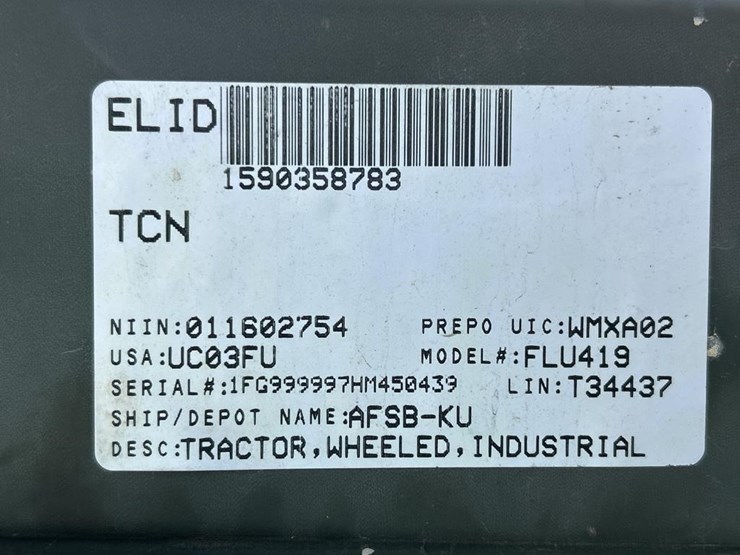 ELID
1590358783
TCN
NIIN:011602754 PREPO UIC:WMXA02
USA:UC03FU MODEL#:FLU419
SERIAL#:1FG999997HM450439 LIN:T34437
SHIP/DEPOT NAME:AFSB-KU
DESC:TRACTOR,WHEELED,INDUSTRIAL